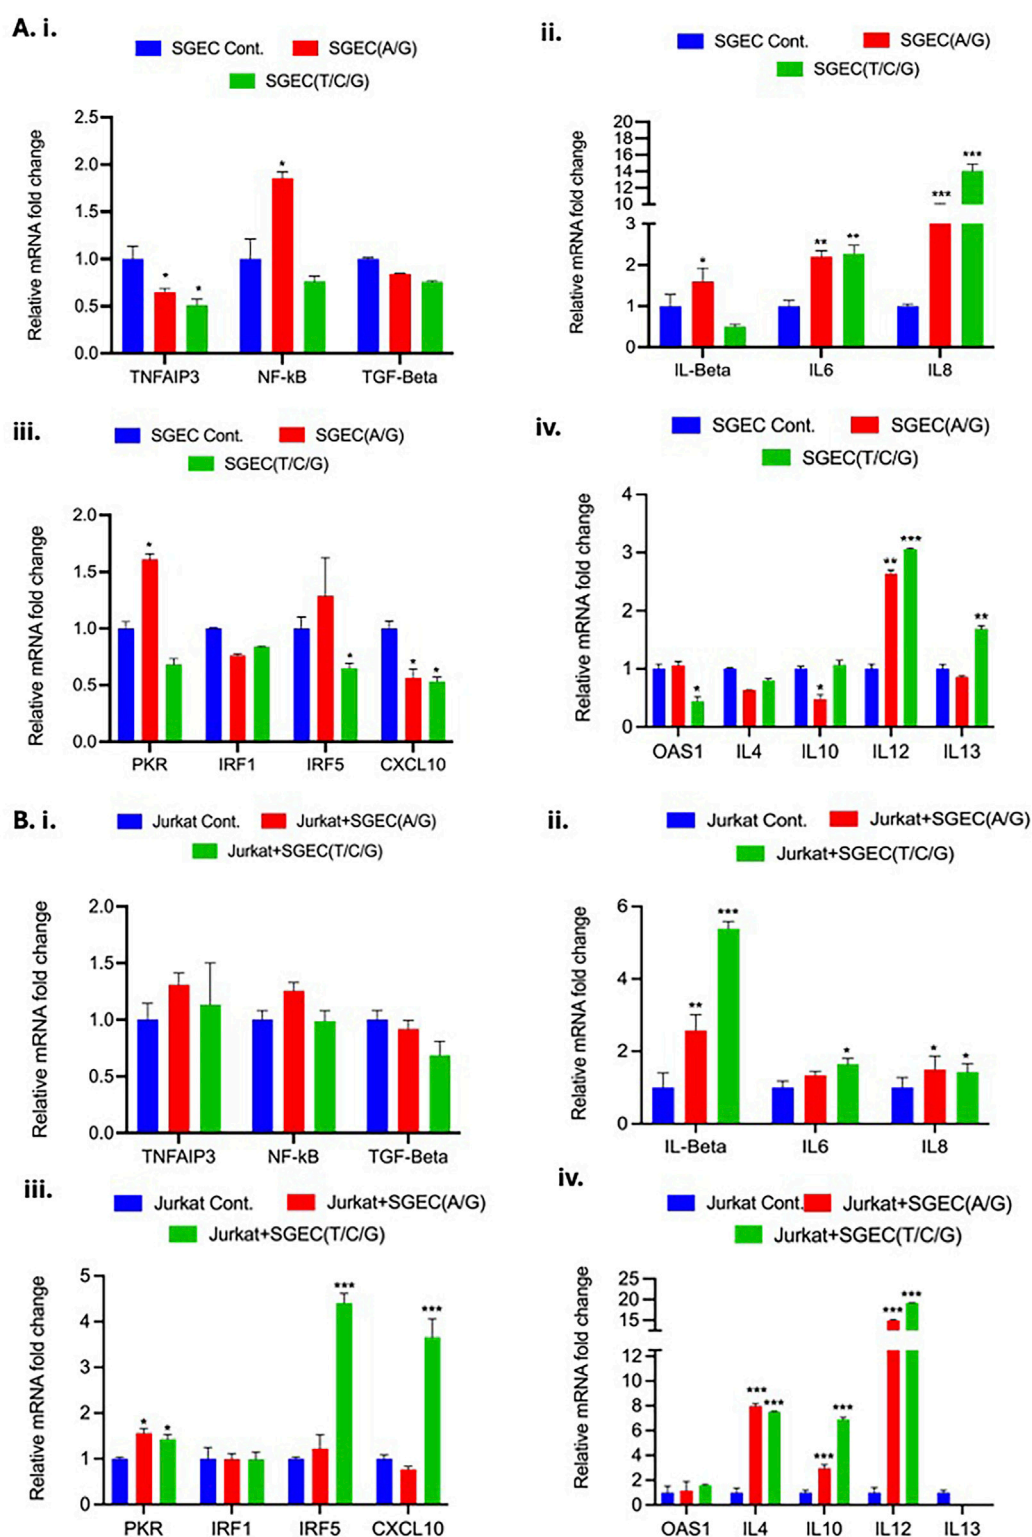 A. i.
SGEC Cont. SGEC(A/G)
SGEC(T/C/G)
Relative mRNA fold change
2.5
2.0
1.5
1.0
0.5
0.0
* * * *
TNFAIP3 NF-kB TGF-Beta
ii.
SGEC Cont. SGEC(A/G)
SGEC(T/C/G)
Relative mRNA fold change
20
18
16
14
12
10
3
2
1
0
* ** ** *** ***
IL-Beta IL6 IL8
iii.
SGEC Cont. SGEC(A/G)
SGEC(T/C/G)
Relative mRNA fold change
2.0
1.5
1.0
0.5
0.0
* * * *
PKR IRF1 IRF5 CXCL10
iv.
SGEC Cont. SGEC(A/G)
SGEC(T/C/G)
Relative mRNA fold change
4
3
2
1
0
* * ** *** **
OAS1 IL4 IL10 IL12 IL13
B. i.
Jurkat Cont. Jurkat+SGEC(A/G)
Jurkat+SGEC(T/C/G)
Relative mRNA fold change
2.0
1.5
1.0
0.5
0.0
TNFAIP3 NF-kB TGF-Beta
ii.
Jurkat Cont. Jurkat+SGEC(A/G)
Jurkat+SGEC(T/C/G)
Relative mRNA fold change
6
4
2
0
** *** * * *
IL-Beta IL6 IL8
iii.
Jurkat Cont. Jurkat+SGEC(A/G)
Jurkat+SGEC(T/C/G)
Relative mRNA fold change
5
4
3
2
1
0
* * *** ***
PKR IRF1 IRF5 CXCL10
iv.
Jurkat Cont. Jurkat+SGEC(A/G)
Jurkat+SGEC(T/C/G)
Relative mRNA fold change
25
20
15
12
10
8
6
4
2
0
*** *** *** *** *** ***
OAS1 IL4 IL10 IL12 IL13